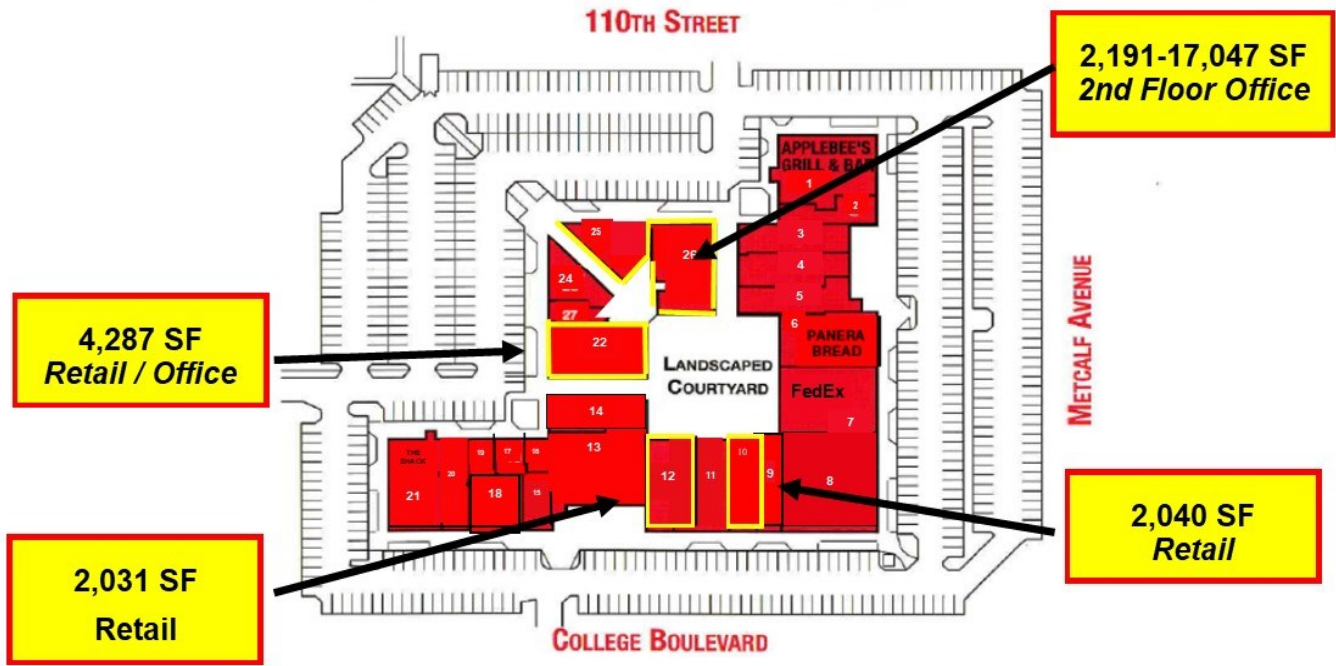 110TH STREET
2,191-17,047 SF
2nd Floor Office
APPLEBEE'S
GRILL & BAR
1
2
3
4
5
6
PANERA
BREAD
FedEx
7
8
9
10
11
12
13
14
15
16
17
18
19
20
THE
SHACK
21
22
24
25
26
27
LANDSCAPED
COURTYARD
METCALF AVENUE
4,287 SF
Retail / Office
2,031 SF
Retail
2,040 SF
Retail
COLLEGE BOULEVARD